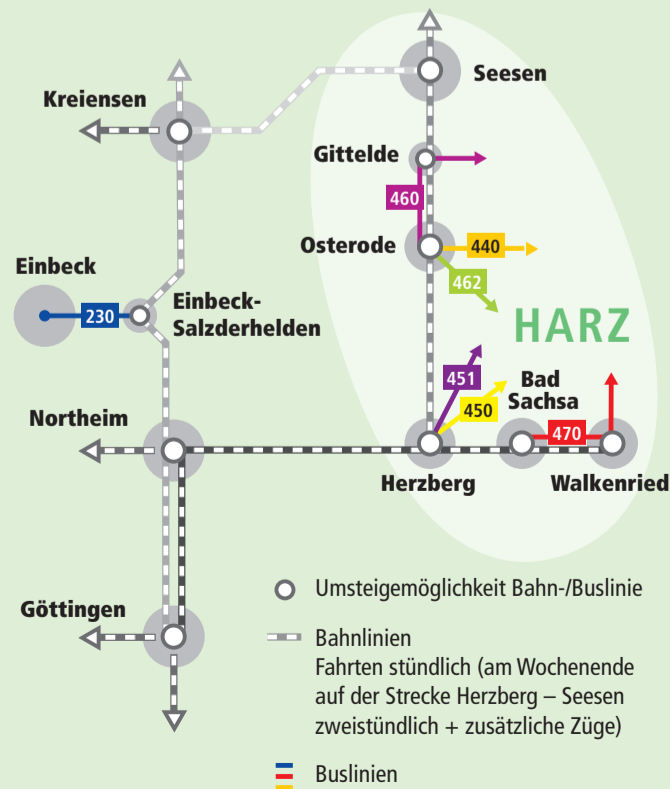 Kreiensen
Seesen
Gittelde
460
Osterode
440
462
Einbeck
230
Einbeck-
Salzderhelden
HARZ
451
450
Bad
Sachsa
470
Northeim
Herzberg
Walkenried
Göttingen
Umsteigemöglichkeit Bahn-/Buslinie
Bahnlinien
Fahrten stündlich (am Wochenende
auf der Strecke Herzberg – Seesen
zweistündlich + zusätzliche Züge)
Buslinien